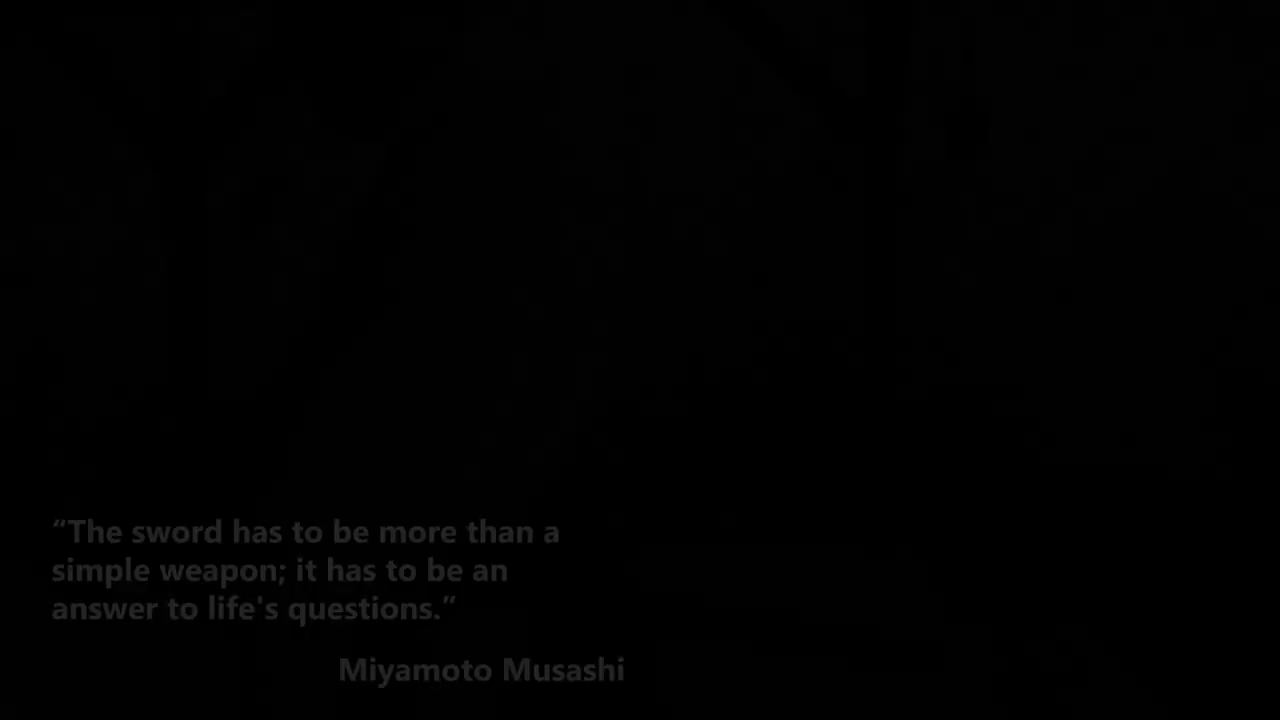 “The sword has to be more than a
simple weapon; it has to be an
answer to life's questions.”
Miyamoto Musashi